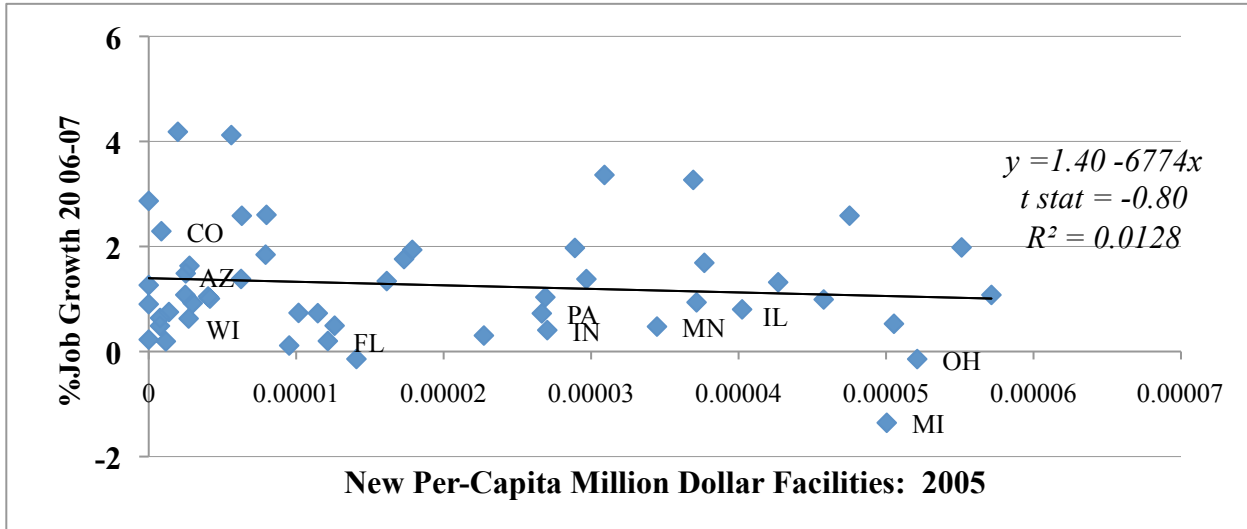 6
4
2
0
-2
%Job Growth 20 06-07
y =1.40 -6774x
t stat = -0.80
R² = 0.0128
CO
AZ
WI
FL
PA
IN
MN
IL
OH
MI
0 0.00001 0.00002 0.00003 0.00004 0.00005 0.00006 0.00007
New Per-Capita Million Dollar Facilities: 2005